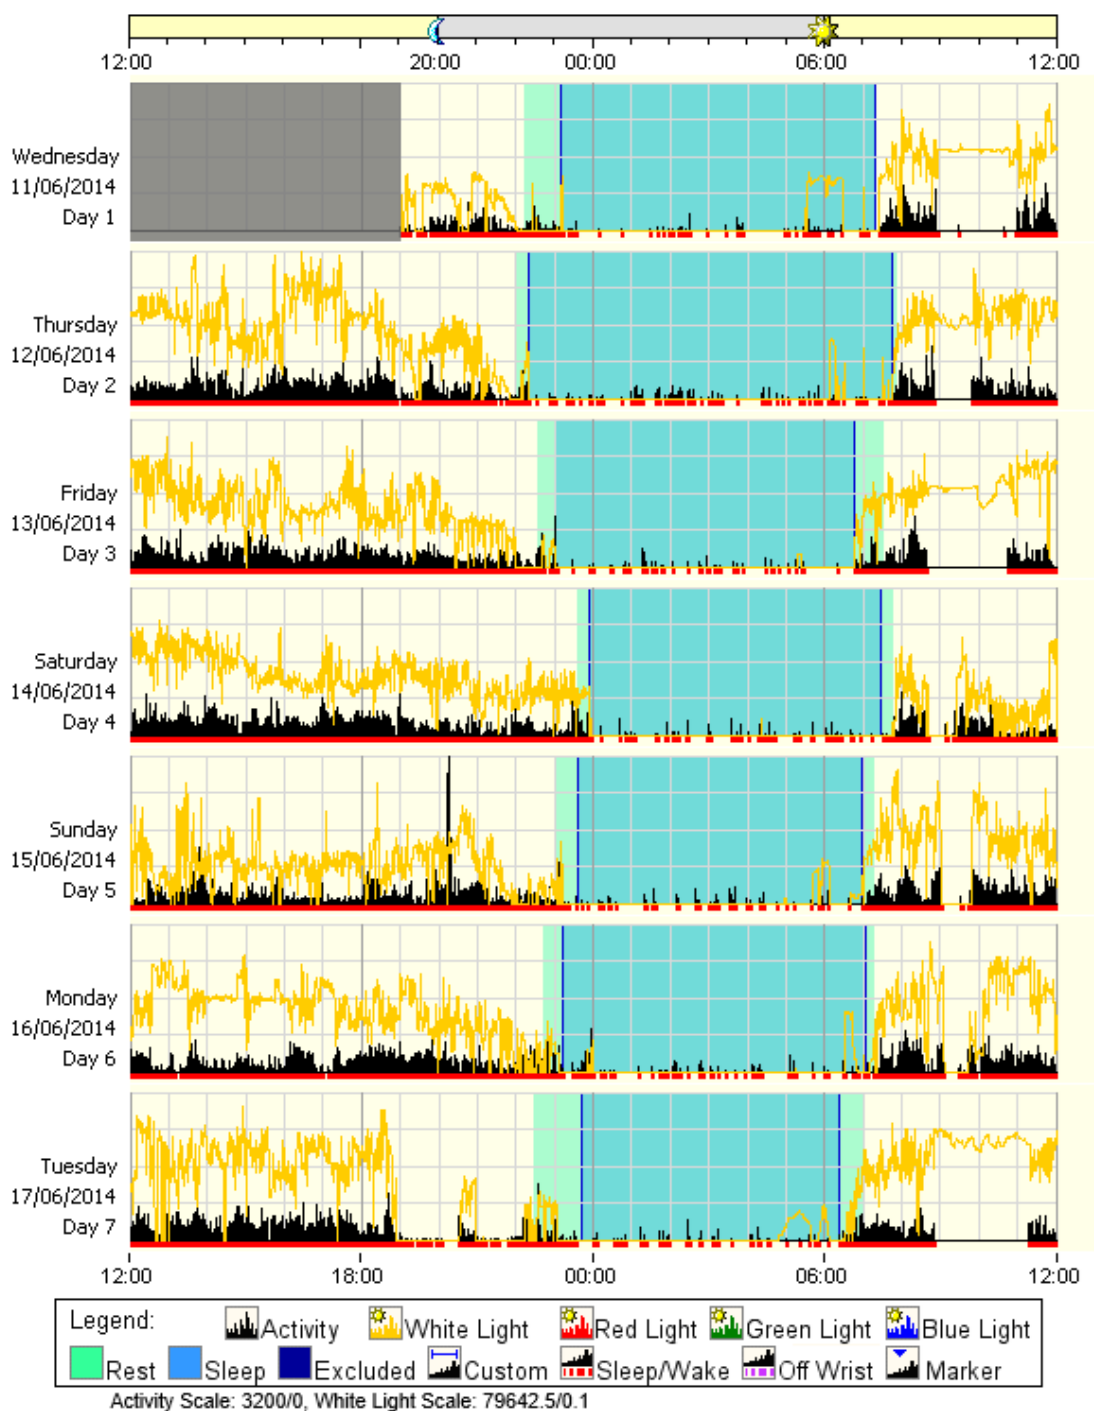 12:00 20:00 00:00 06:00 12:00
Wednesday
11/06/2014
Day 1
Thursday
12/06/2014
Day 2
Friday
13/06/2014
Day 3
Saturday
14/06/2014
Day 4
Sunday
15/06/2014
Day 5
Monday
16/06/2014
Day 6
Tuesday
17/06/2014
Day 7
12:00 18:00 00:00 06:00 12:00
Legend: Activity White Light Red Light Green Light Blue Light
Rest Sleep Excluded Custom Sleep/Wake Off Wrist Marker
Activity Scale: 3200/0, White Light Scale: 79642.5/0.1